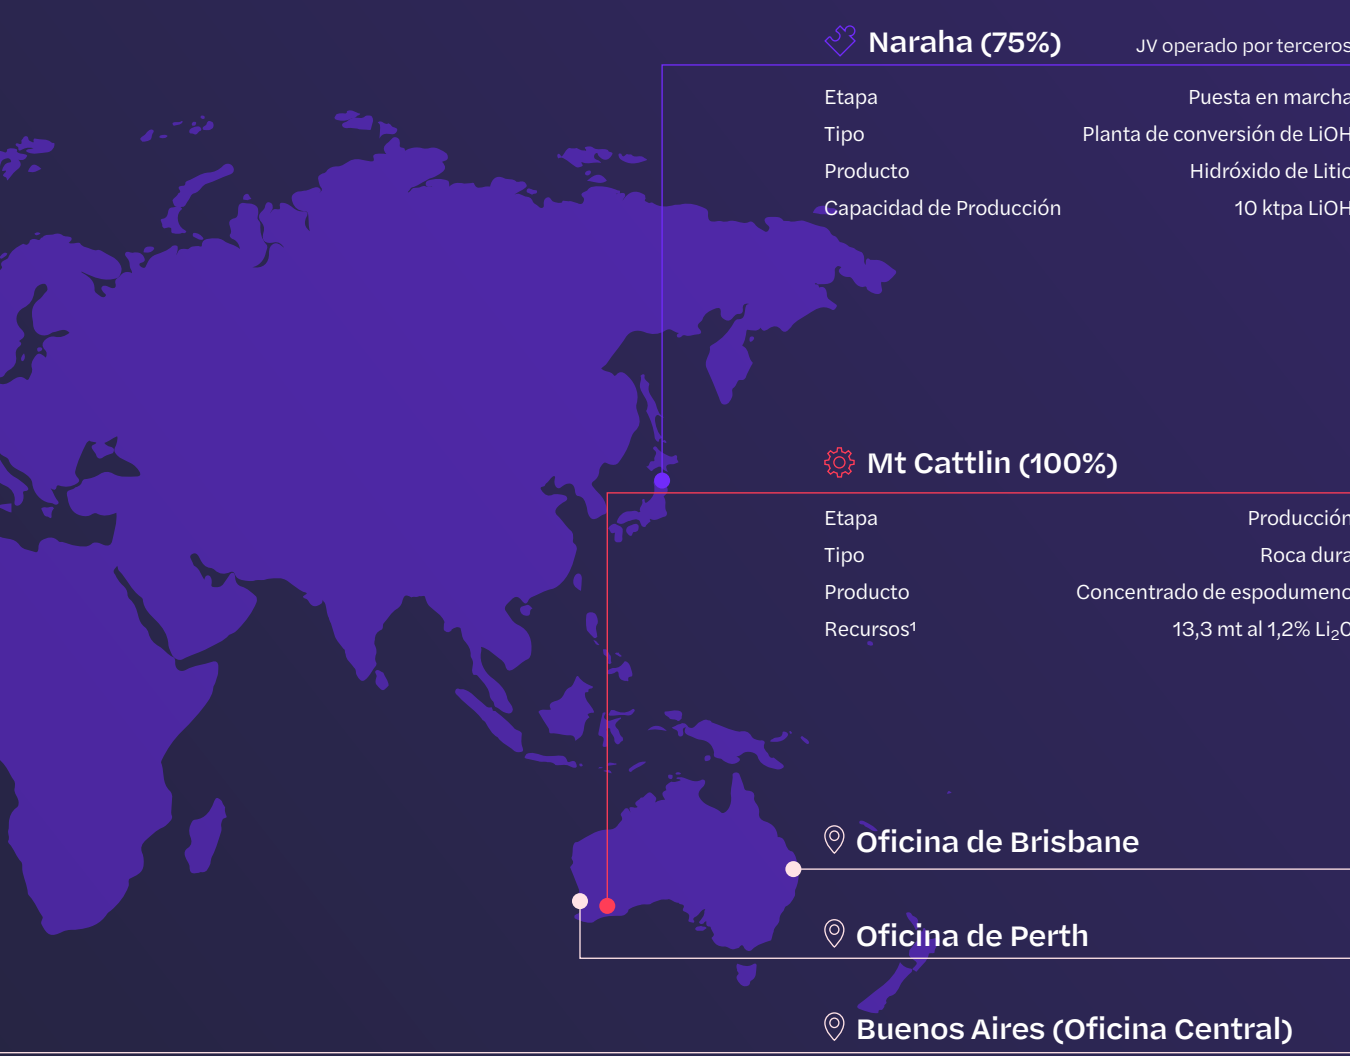 Naraha (75%) JV operado por terceros
Etapa Puesta en marcha
Tipo Planta de conversión de LiOH
Producto Hidróxido de Litio
Capacidad de Producción 10 ktpa LiOH
Mt Cattlin (100%)
Etapa Producción
Tipo Roca dura
Producto Concentrado de espodumeno
Recursos¹ 13,3 mt al 1,2% Li₂O
Oficina de Brisbane
Oficina de Perth
Buenos Aires (Oficina Central)